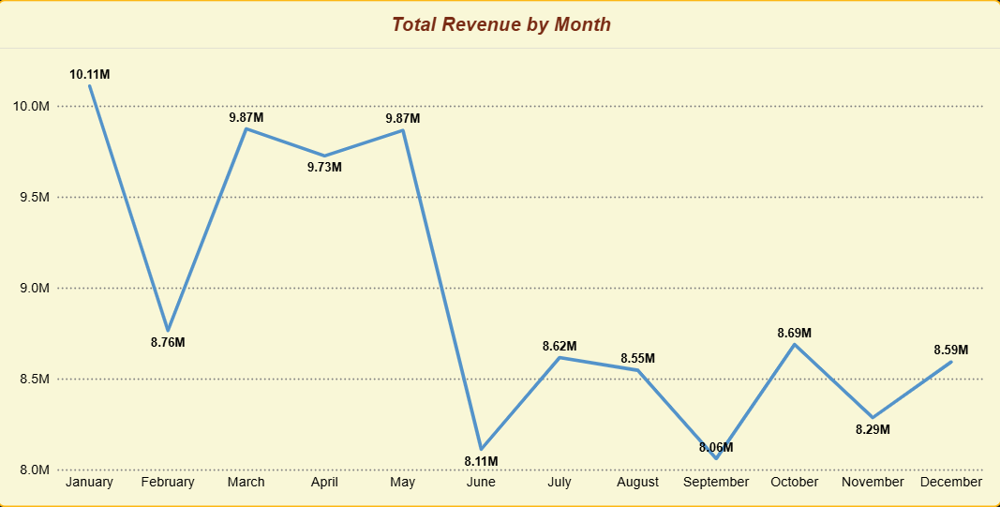 Total Revenue by Month
10.11M
10.0M
9.87M
9.87M
9.73M
9.5M
9.0M
8.76M
8.62M
8.55M
8.69M
8.59M
8.5M
8.29M
8.06M
8.11M
8.0M
January February March April May June July August September October November December